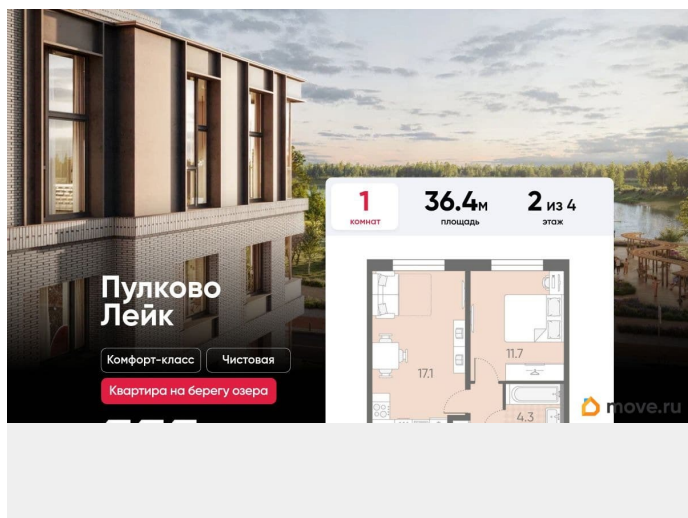 1
комнат
36.4м
площадь
2 из 4
этаж
Пулково
Лейк
Комфорт-класс
Чистовая
Квартира на берегу озера
17.1
11.7
4.3
move.ru